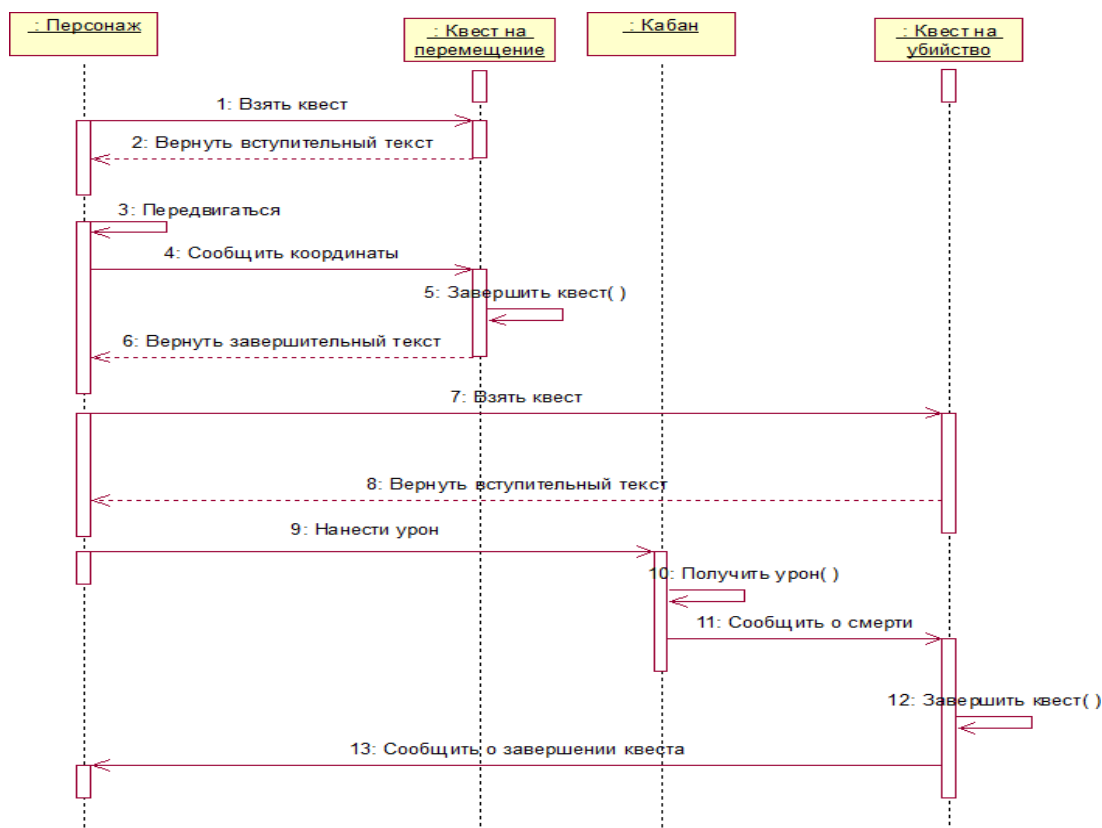 : Персонаж
: Квест на
перемещение
: Кабан
: Квест на
убийство
1: Взять квест
2: Вернуть вступительный текст
3: Передвигаться
4: Сообщить координаты
5: Завершить квест( )
6: Вернуть завершительный текст
7: Взять квест
8: Вернуть вступительный текст
9: Нанести урон
10: Получить урон( )
11: Сообщить о смерти
12: Завершить квест( )
13: Сообщить о завершении квеста